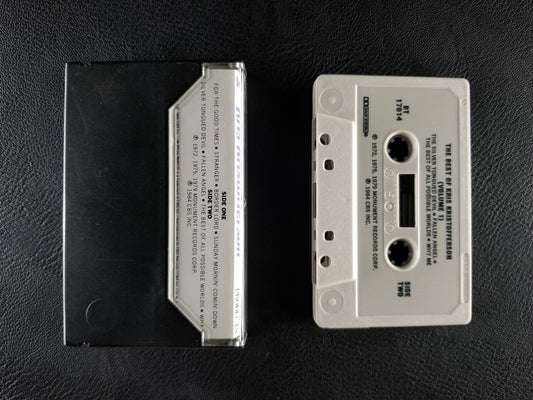 SIDE ONE
FOR THE GOOD TIMES • STRANGER • BORDER LORD • SUNDAY MORNIN' COMIN' DOWN
SIDE TWO
SILVER TONGUED DEVIL • FALLEN ANGEL • THE BEST OF ALL POSSIBLE WORLDS • WHY
℗ 1972, 1975, 1979 MONUMENT RECORDS CORP.
© 1984 CBS INC.
THE BEST OF KRIS KRISTOFFERSON
(VOLUME 1)
BT
17814
SIDE
TWO
THE SILVER TONGUED DEVIL • FALLEN ANGEL •
THE BEST OF ALL POSSIBLE WORLDS • WHY ME
℗ 1972, 1975, 1979 MONUMENT RECORDS CORP.
© 1984 CBS INC.